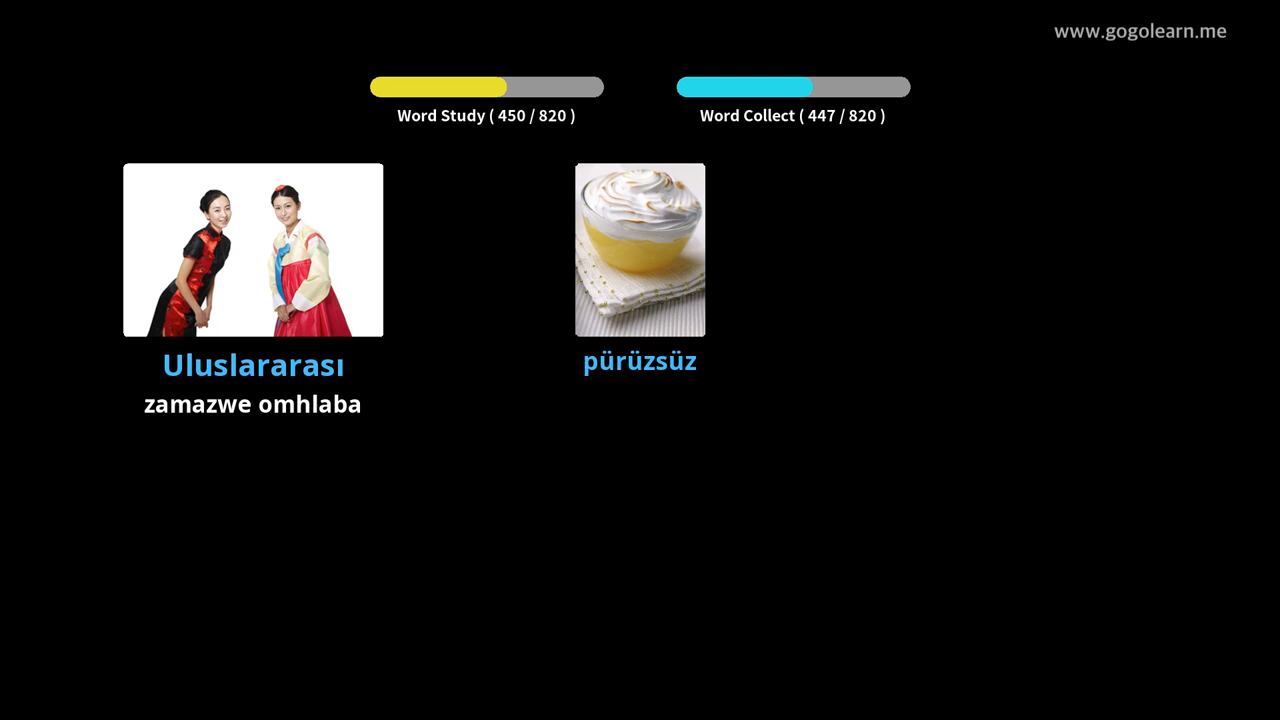 www.gogolearn.me
Word Study ( 450 / 820 )
Word Collect ( 447 / 820 )
Uluslararası
zamazwe omhlaba
pürüzsüz